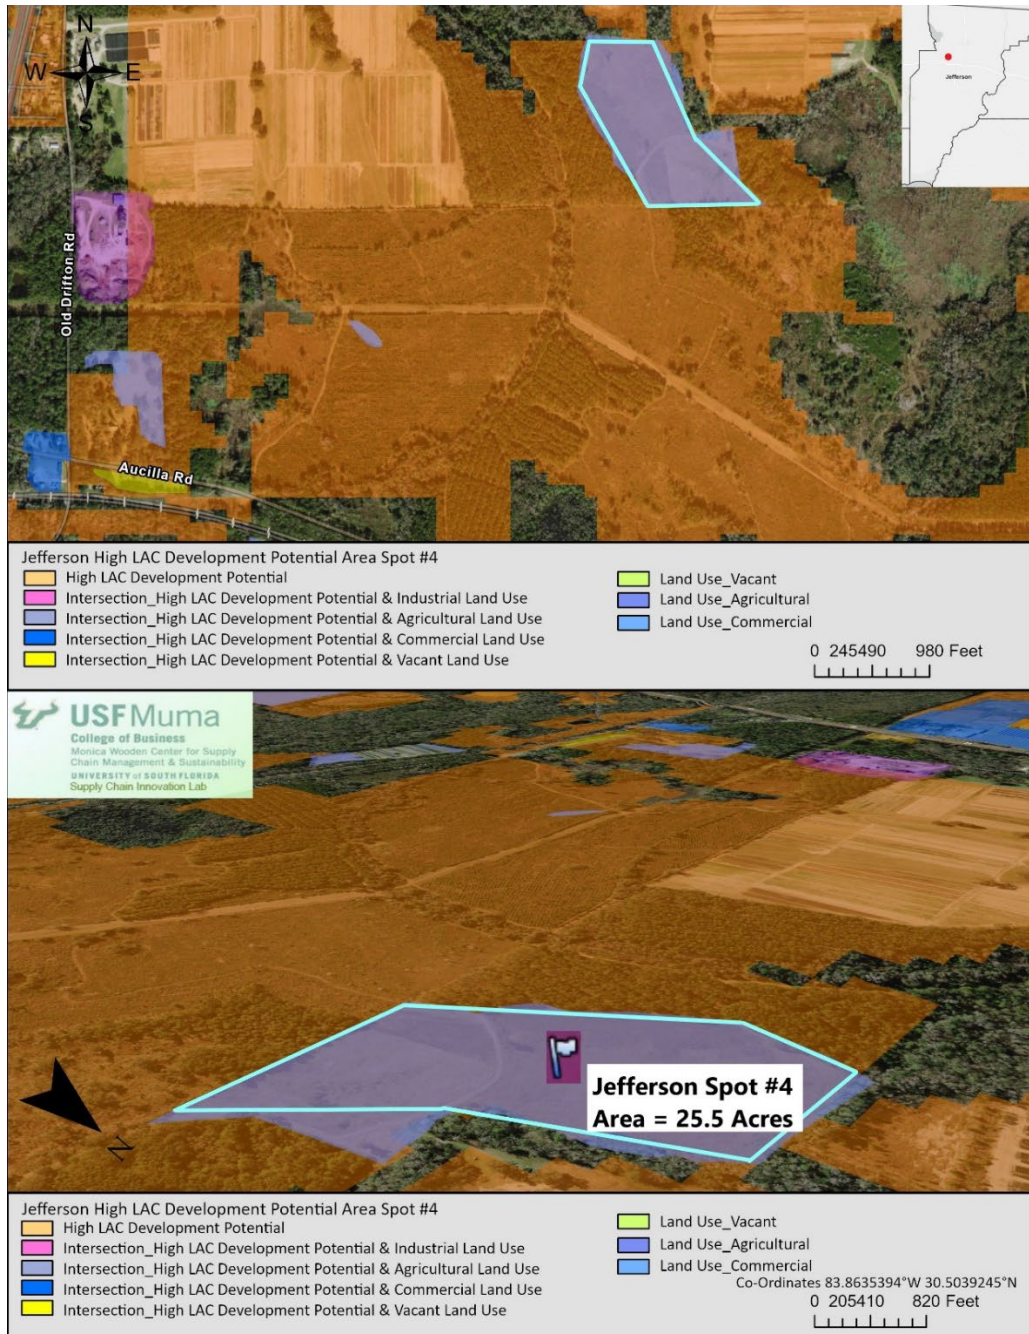 N
W E
S
Jefferson
Old Drifton Rd
Aucilla Rd
Jefferson High LAC Development Potential Area Spot #4
High LAC Development Potential
Intersection_High LAC Development Potential & Industrial Land Use
Intersection_High LAC Development Potential & Agricultural Land Use
Intersection_High LAC Development Potential & Commercial Land Use
Intersection_High LAC Development Potential & Vacant Land Use
Land Use_Vacant
Land Use_Agricultural
Land Use_Commercial
0 245490 980 Feet
USF Muma
College of Business
Monica Wooden Center for Supply
Chain Management & Sustainability
UNIVERSITY of SOUTH FLORIDA
Supply Chain Innovation Lab
Jefferson Spot #4
Area = 25.5 Acres
N
Jefferson High LAC Development Potential Area Spot #4
High LAC Development Potential
Intersection_High LAC Development Potential & Industrial Land Use
Intersection_High LAC Development Potential & Agricultural Land Use
Intersection_High LAC Development Potential & Commercial Land Use
Intersection_High LAC Development Potential & Vacant Land Use
Land Use_Vacant
Land Use_Agricultural
Land Use_Commercial
Co-Ordinates 83.8635394°W 30.5039245°N
0 205410 820 Feet